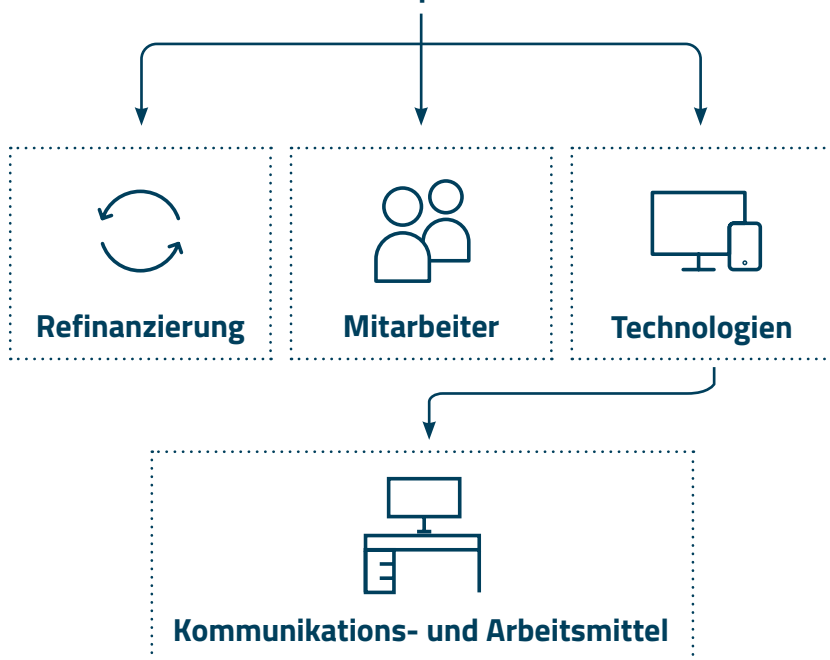 Refinanzierung
Mitarbeiter
Technologien
Kommunikations- und Arbeitsmittel